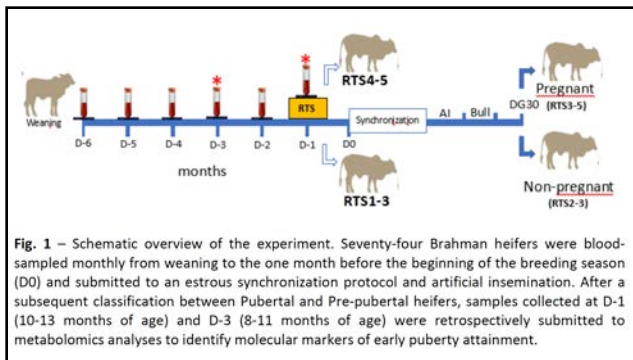 *
*
RTS4-5
Pregnant
(RTS3-5)
Weaning
RTS
Synchronization
AI
Bull
DG30
D-6
D-5
D-4
D-3
D-2
D-1
D0
months
RTS1-3
Non-pregnant
(RTS2-3)
Fig. 1 – Schematic overview of the experiment. Seventy-four Brahman heifers were blood-
sampled monthly from weaning to the one month before the beginning of the breeding season
(D0) and submitted to an estrous synchronization protocol and artificial insemination. After a
subsequent classification between Pubertal and Pre-pubertal heifers, samples collected at D-1
(10-13 months of age) and D-3 (8-11 months of age) were retrospectively submitted to
metabolomics analyses to identify molecular markers of early puberty attainment.